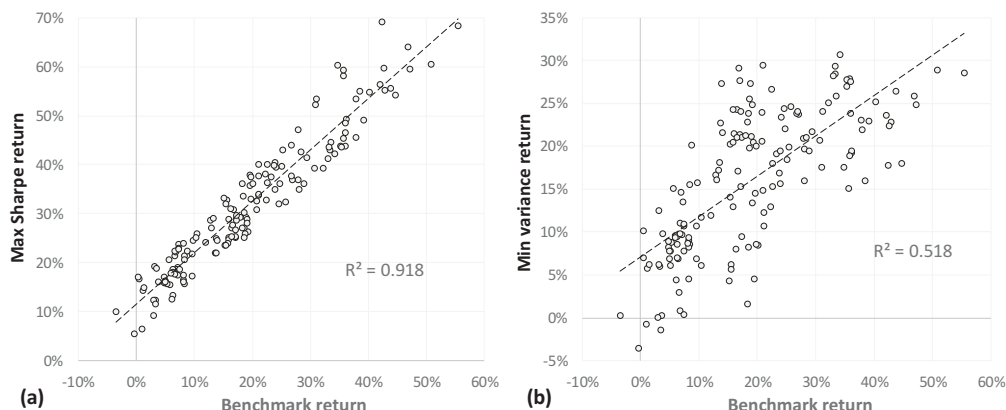 70%
60%
50%
40%
30%
20%
10%
0%
-10% 0% 10% 20% 30% 40% 50% 60%
Max Sharpe return
Benchmark return
R² = 0.918
(a)
35%
30%
25%
20%
15%
10%
5%
0%
-5%
-10% 0% 10% 20% 30% 40% 50% 60%
Min variance return
Benchmark return
R² = 0.518
(b)